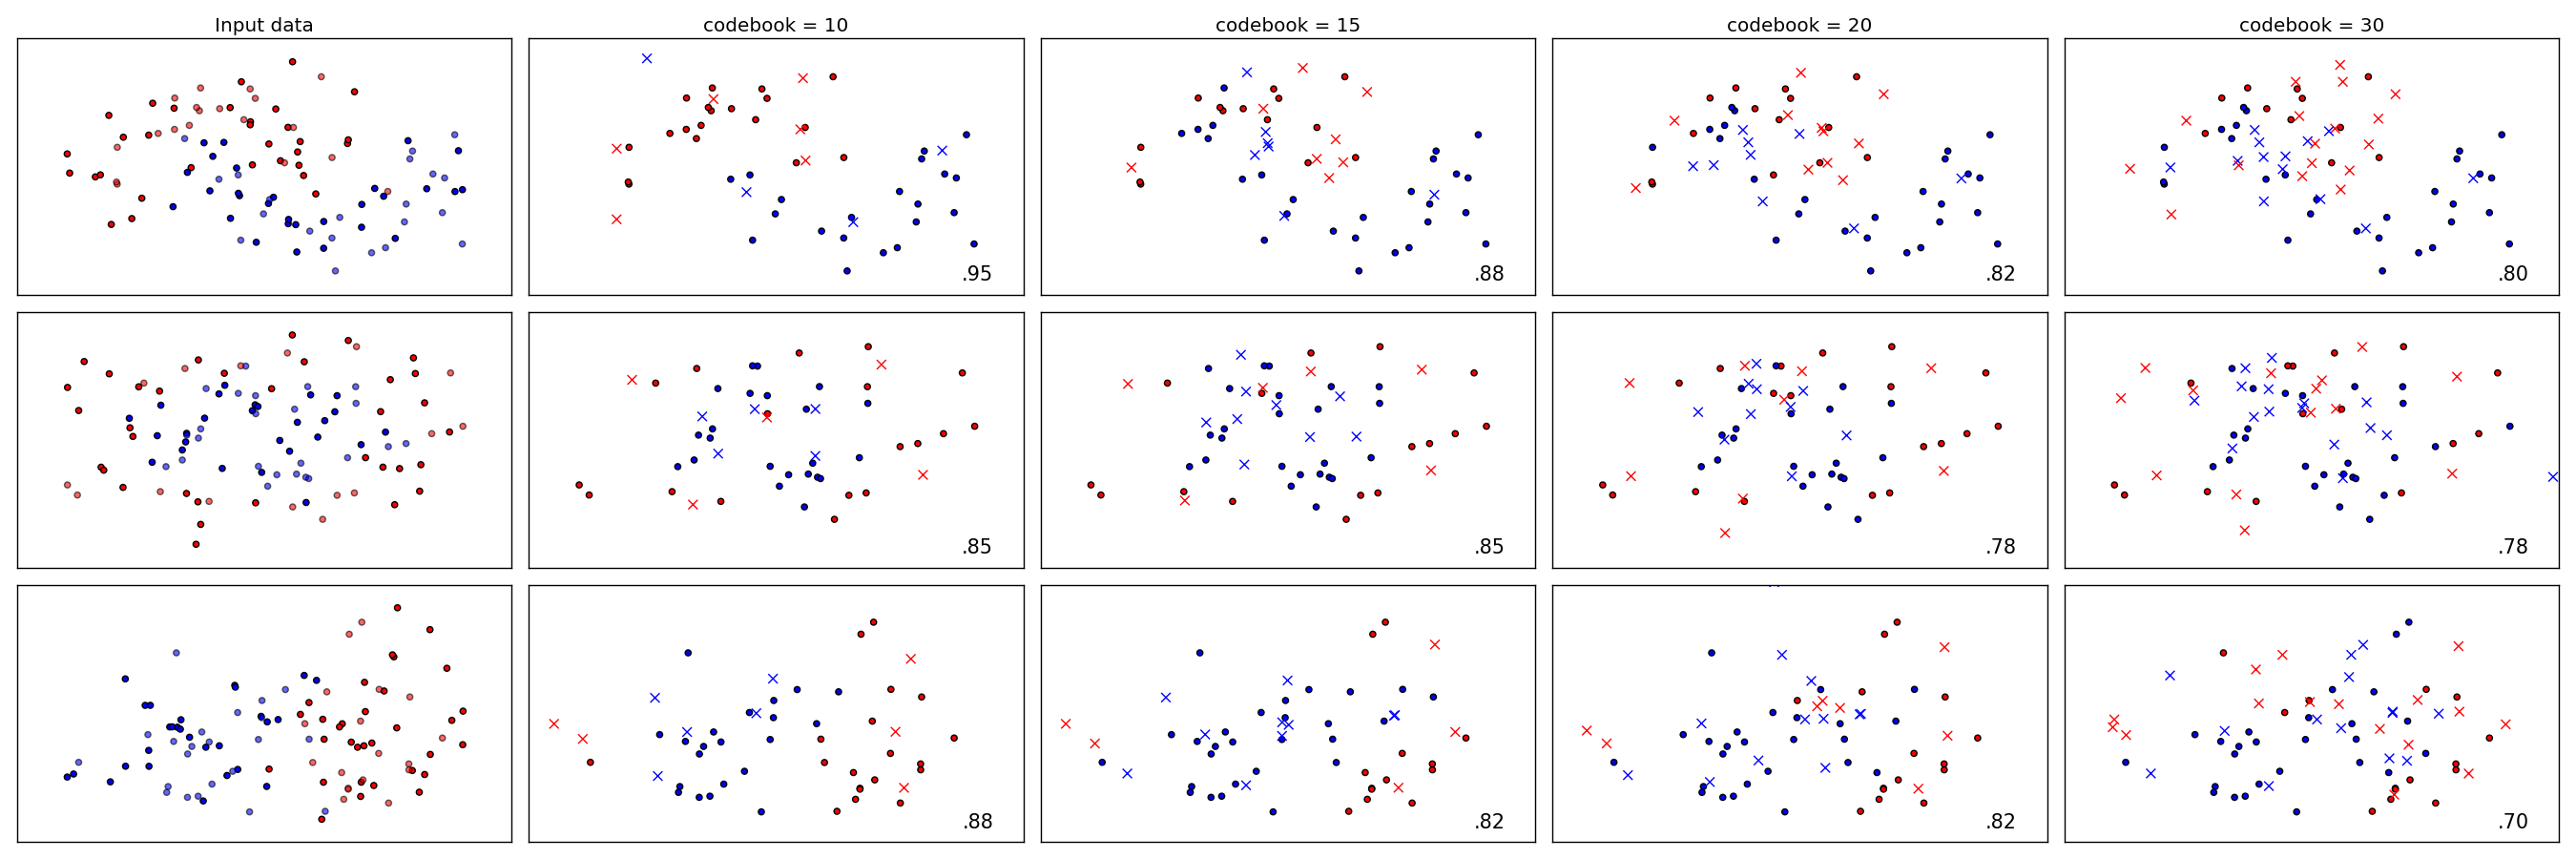 Input data
codebook = 10
codebook = 15
codebook = 20
codebook = 30
.95
.88
.82
.80
.85
.85
.78
.78
.88
.82
.82
.70